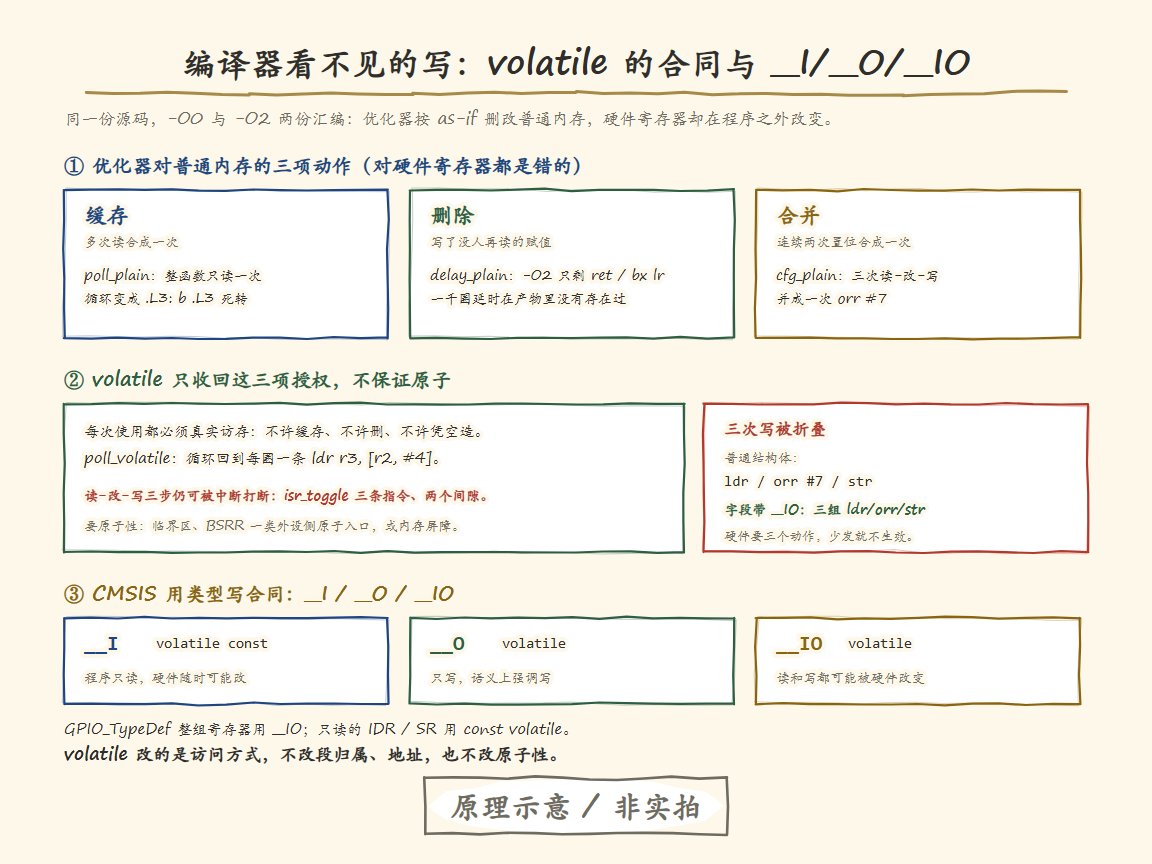 编译器看不见的写：volatile 的合同与 __I/__O/__IO
同一份源码，-O0 与 -O2 两份汇编：优化器按 as-if 删改普通内存，硬件寄存器却在程序之外改变。
① 优化器对普通内存的三项动作（对硬件寄存器都是错的）
缓存
多次读合成一次
poll_plain：整函数只读一次
循环变成 .L3: b .L3 死转
删除
写了没人再读的赋值
delay_plain：-O2 只剩 ret / bx lr
一千圈延时在产物里没有存在过
合并
连续两次置位合成一次
cfg_plain：三次读-改-写
并成一次 orr #7
② volatile 只收回这三项授权，不保证原子
每次使用都必须真实访存：不许缓存、不许删、不许凭空造。
poll_volatile：循环回到每圈一条 ldr r3, [r2, #4]。
读-改-写三步仍可被中断打断：isr_toggle 三条指令、两个间隙。
要原子性：临界区、BSRR 一类外设侧原子入口，或内存屏障。
三次写被折叠
普通结构体：
ldr / orr #7 / str
字段带 __IO：三组 ldr/orr/str
硬件要三个动作，少发就不生效。
③ CMSIS 用类型写合同：__I / __O / __IO
__I volatile const
程序只读，硬件随时可能改
__O volatile
只写，语义上强调写
__IO volatile
读和写都可能被硬件改变
GPIO_TypeDef 整组寄存器用 __IO；只读的 IDR / SR 用 const volatile。
volatile 改的是访问方式，不改段归属、地址，也不改原子性。
原理示意 / 非实拍